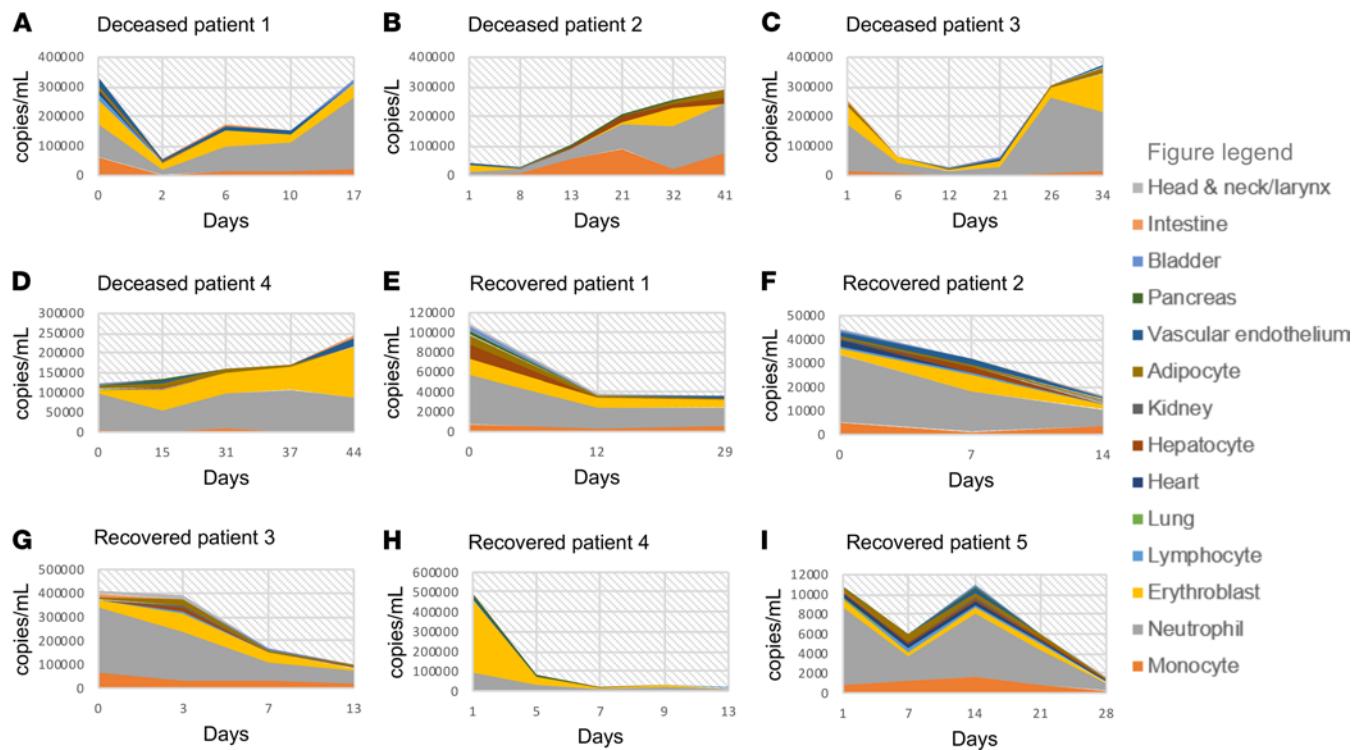 A Deceased patient 1
copies/mL
400000
300000
200000
100000
0
0 2 6 10 17
Days
B Deceased patient 2
copies/L
400000
300000
200000
100000
0
1 8 13 21 32 41
Days
C Deceased patient 3
copies/mL
400000
300000
200000
100000
0
1 6 12 21 26 34
Days
D Deceased patient 4
copies/mL
300000
250000
200000
150000
100000
50000
0
0 15 31 37 44
Days
E Recovered patient 1
copies/mL
120000
100000
80000
60000
40000
20000
0
0 12 29
Days
F Recovered patient 2
copies/mL
50000
40000
30000
20000
10000
0
0 7 14
Days
G Recovered patient 3
copies/mL
500000
400000
300000
200000
100000
0
0 3 7 13
Days
H Recovered patient 4
copies/mL
600000
500000
400000
300000
200000
100000
0
1 5 7 9 13
Days
I Recovered patient 5
copies/mL
12000
10000
8000
6000
4000
2000
0
1 7 14 21 28
Days
Figure legend
Head & neck/larynx
Intestine
Bladder
Pancreas
Vascular endothelium
Adipocyte
Kidney
Hepatocyte
Heart
Lung
Lymphocyte
Erythroblast
Neutrophil
Monocyte